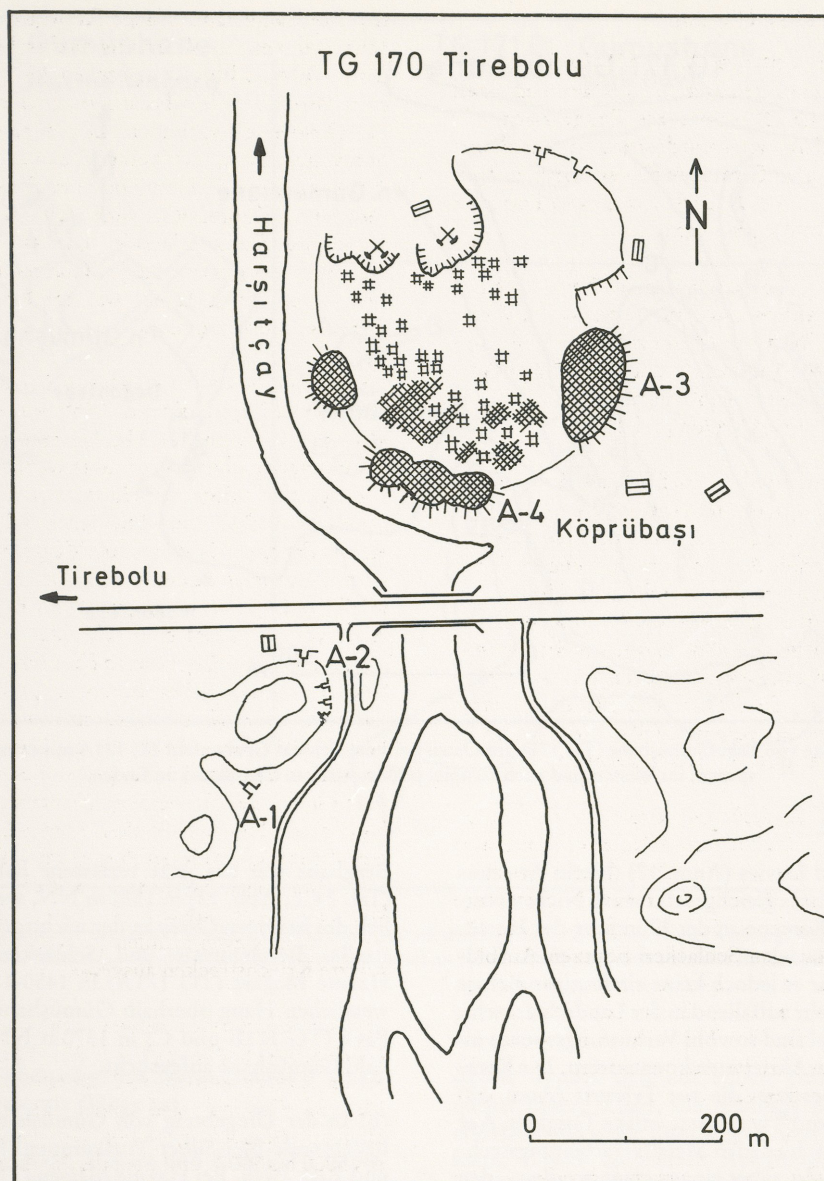 TG 170 Tirebolu
N
Harşıtçay
A-3
A-4
Köprübaşı
Tirebolu
A-2
A-1
0 200 m